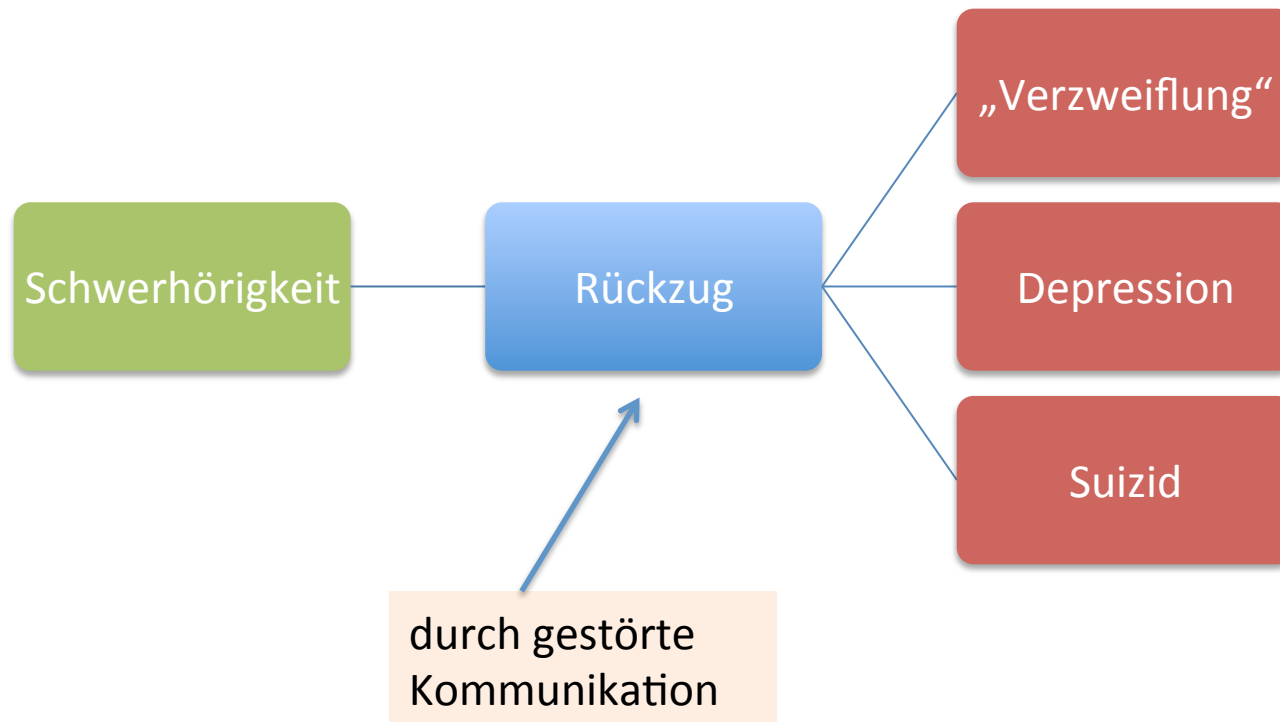 „Verzweiflung“
Schwerhörigkeit
Rückzug
Depression
Suizid
durch gestörte
Kommunikation